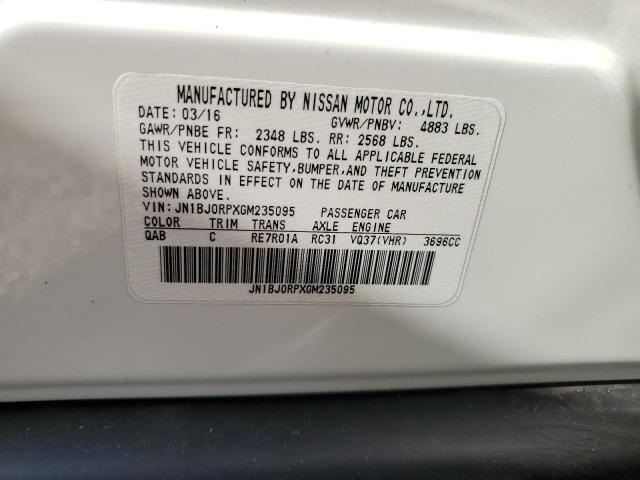 MANUFACTURED BY NISSAN MOTOR CO.,LTD.
DATE: 03/16 GVWR/PNBV: 4883 LBS.
GAWR/PNBE FR: 2348 LBS. RR: 2568 LBS.
THIS VEHICLE CONFORMS TO ALL APPLICABLE FEDERAL
MOTOR VEHICLE SAFETY,BUMPER,AND THEFT PREVENTION
STANDARDS IN EFFECT ON THE DATE OF MANUFACTURE
SHOWN ABOVE.
VIN: JN1BJ0RPXGM235095 PASSENGER CAR
COLOR TRIM TRANS AXLE ENGINE
QAB C RE7R01A RC31 VQ37(VHR) 3696CC
JN1BJ0RPXGM235095